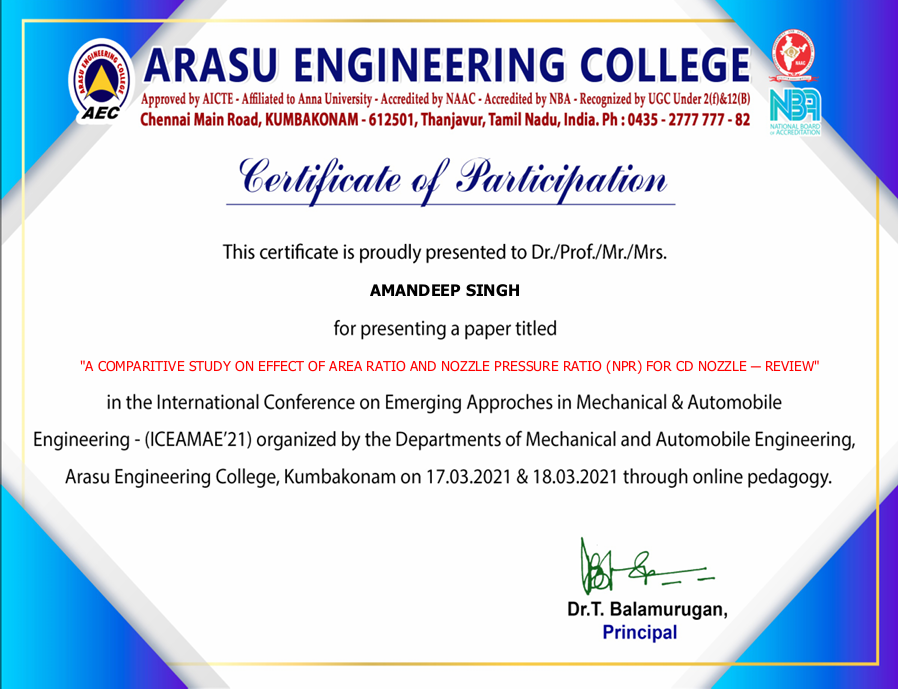 ARASU ENGINEERING COLLEGE
ARASU ENGINEERING COLLEGE
AEC
Approved by AICTE - Affiliated to Anna University - Accredited by NAAC - Accredited by NBA - Recognized by UGC Under 2(f)&12(B)
Chennai Main Road, KUMBAKONAM - 612501, Thanjavur, Tamil Nadu, India. Ph : 0435 - 2777 777 - 82
NAAC
NBA
NATIONAL BOARD
of ACCREDITATION
Certificate of Participation
This certificate is proudly presented to Dr./Prof./Mr./Mrs.
AMANDEEP SINGH
for presenting a paper titled
"A COMPARITIVE STUDY ON EFFECT OF AREA RATIO AND NOZZLE PRESSURE RATIO (NPR) FOR CD NOZZLE — REVIEW"
in the International Conference on Emerging Approches in Mechanical & Automobile
Engineering - (ICEAMAE’21) organized by the Departments of Mechanical and Automobile Engineering,
Arasu Engineering College, Kumbakonam on 17.03.2021 & 18.03.2021 through online pedagogy.
Dr.T. Balamurugan,
Principal